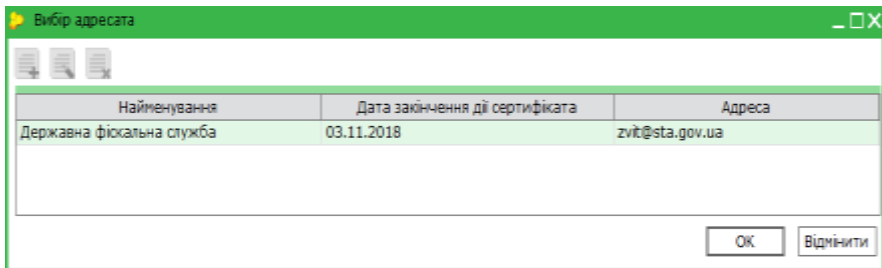 Вибір адресата
Найменування Дата закінчення дії сертифіката Адреса
Державна фіскальна служба 03.11.2018 zvit@sta.gov.ua
ОК Відмінити